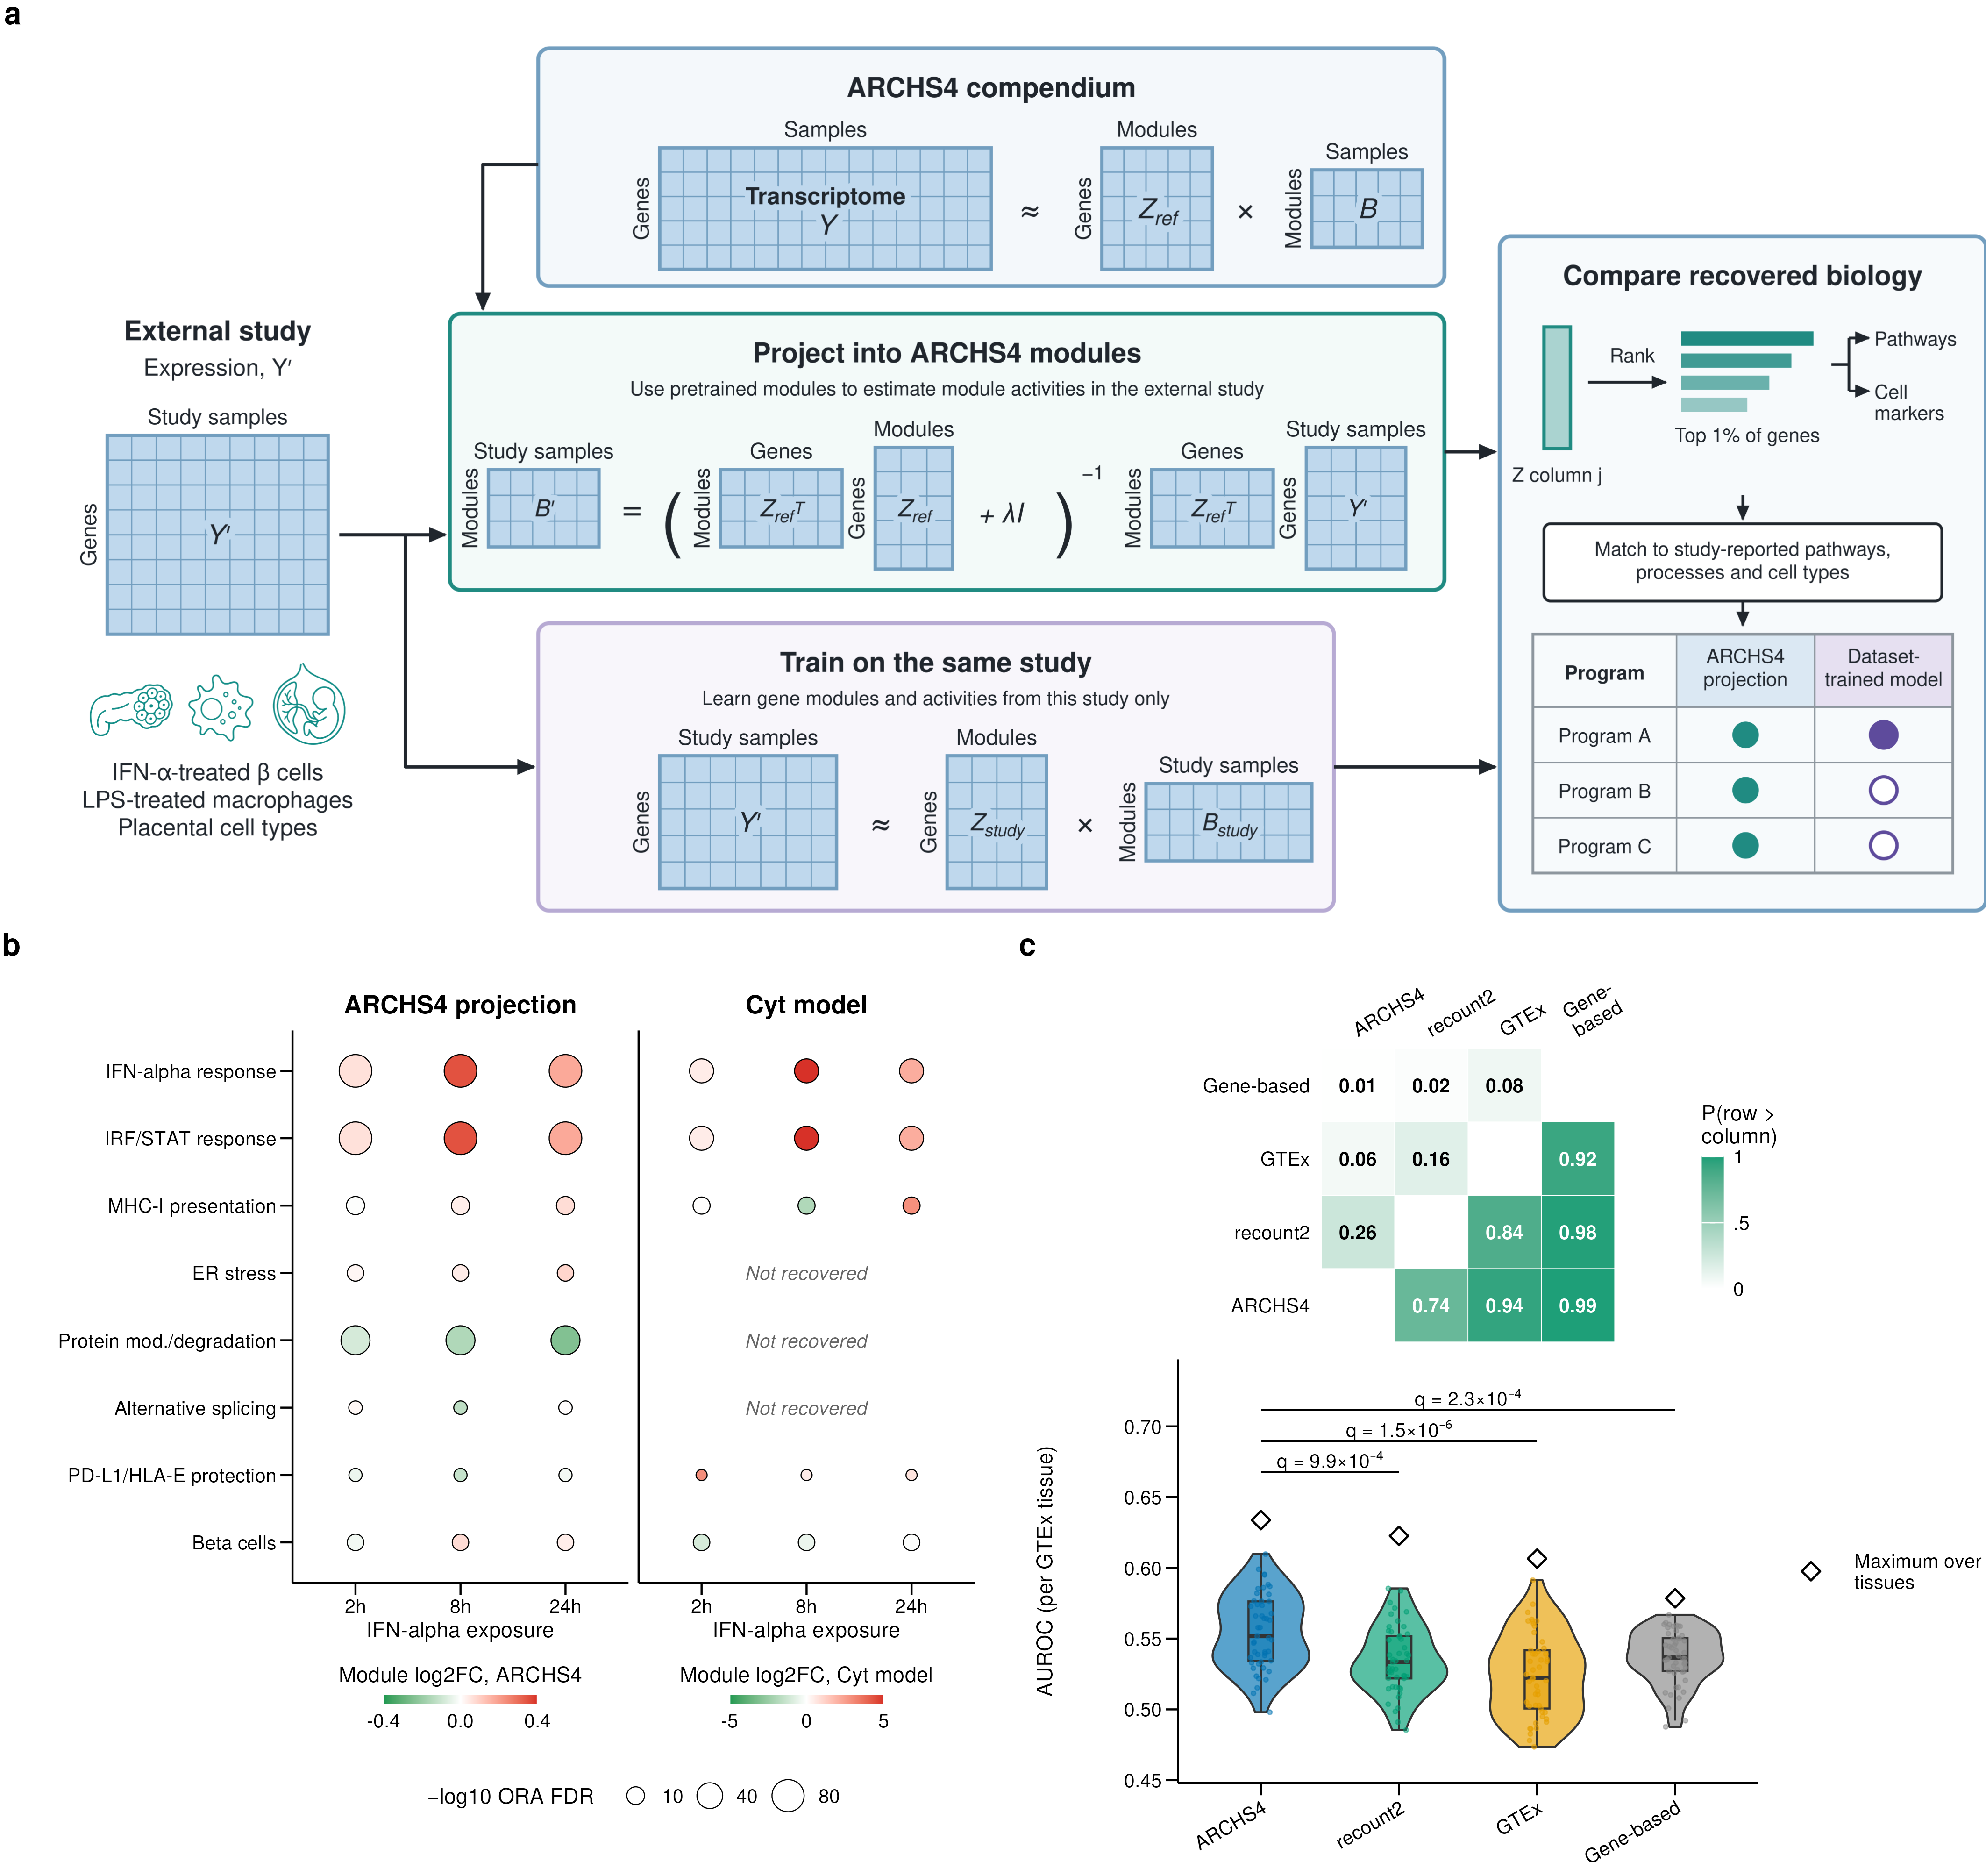 a
ARCHS4 compendium
Samples
Genes
Transcriptome
Y
≈
Modules
Genes
Zref
×
Samples
Modules
B
External study
Expression, Y′
Study samples
Genes
Y′
IFN-α-treated β cells
LPS-treated macrophages
Placental cell types
Project into ARCHS4 modules
Use pretrained modules to estimate module activities in the external study
Study samples
Modules
B′
=
(
Genes
Modules
ZrefT
Modules
Genes
Zref
+ λI
)
−1
Genes
Modules
ZrefT
Study samples
Genes
Y′
Train on the same study
Learn gene modules and activities from this study only
Study samples
Genes
Y′
≈
Modules
Genes
Zstudy
×
Study samples
Modules
Bstudy
Compare recovered biology
Z column j
Rank
Top 1% of genes
Pathways
Cell
markers
Match to study-reported pathways,
processes and cell types
Program
ARCHS4
projection
Dataset-
trained model
Program A
Program B
Program C
b
ARCHS4 projection
Cyt model
IFN-alpha response
IRF/STAT response
MHC-I presentation
ER stress
Not recovered
Protein mod./degradation
Not recovered
Alternative splicing
Not recovered
PD-L1/HLA-E protection
Beta cells
2h 8h 24h
IFN-alpha exposure
2h 8h 24h
IFN-alpha exposure
Module log2FC, ARCHS4
-0.4 0.0 0.4
Module log2FC, Cyt model
-5 0 5
−log10 ORA FDR 10 40 80
c
ARCHS4
recount2
GTEx
Gene-
based
Gene-based 0.01 0.02 0.08
GTEx 0.06 0.16 0.92
recount2 0.26 0.84 0.98
ARCHS4 0.74 0.94 0.99
P(row >
column)
1
.5
0
AUROC (per GTEx tissue)
0.70
0.65
0.60
0.55
0.50
0.45
q = 2.3×10−4
q = 1.5×10−6
q = 9.9×10−4
Maximum over
tissues
ARCHS4
recount2
GTEx
Gene-based